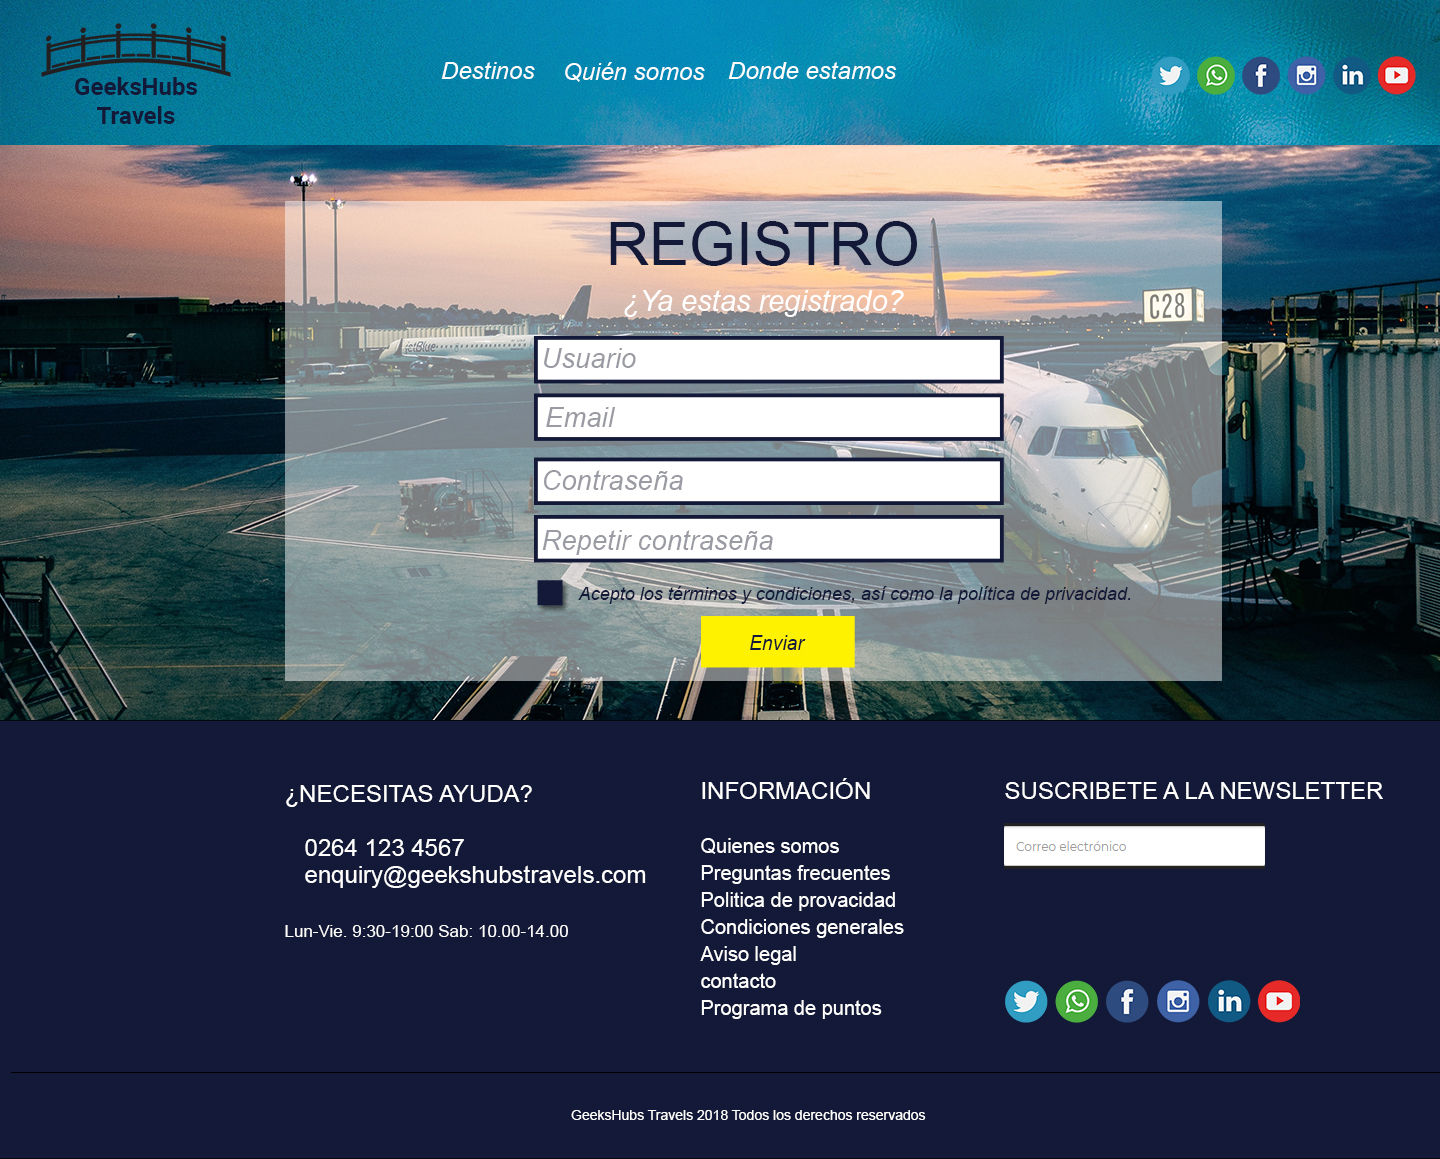 GeeksHubs
Travels
Destinos Quién somos Donde estamos
REGISTRO
¿Ya estas registrado?
C28
jetBlue
Usuario
Email
Contraseña
Repetir contraseña
Acepto los términos y condiciones, así como la política de privacidad.
Enviar
¿NECESITAS AYUDA?
0264 123 4567
enquiry@geekshubstravels.com
Lun-Vie. 9:30-19:00 Sab: 10.00-14.00
INFORMACIÓN
Quienes somos
Preguntas frecuentes
Politica de provacidad
Condiciones generales
Aviso legal
contacto
Programa de puntos
SUSCRIBETE A LA NEWSLETTER
Correo electrónico
GeeksHubs Travels 2018 Todos los derechos reservados